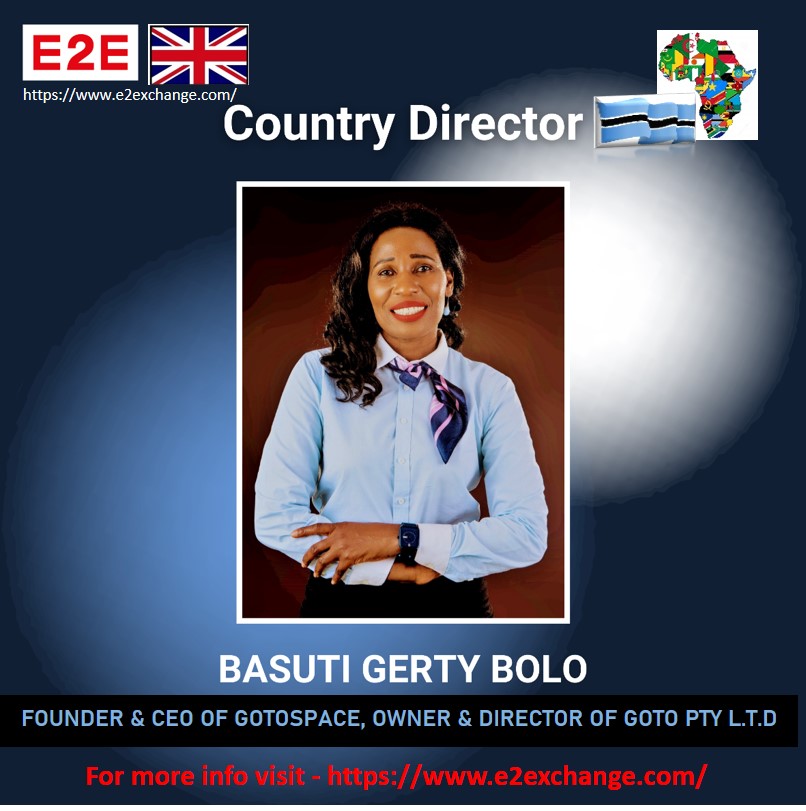 E2E
https://www.e2exchange.com/
Country Director
BASUTI GERTY BOLO
FOUNDER & CEO OF GOTOSPACE, OWNER & DIRECTOR OF GOTO PTY L.T.D
For more info visit - https://www.e2exchange.com/